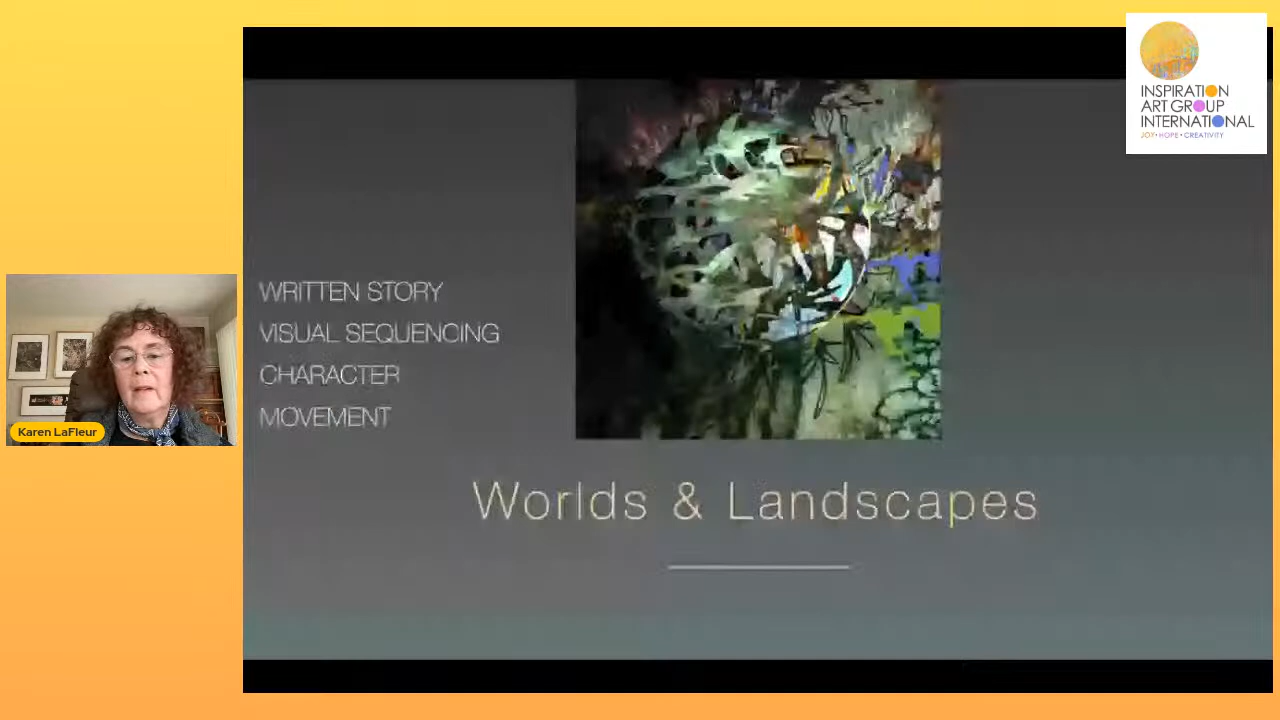 INSPIRATION
ART GROUP
INTERNATIONAL
JOY • HOPE • CREATIVITY
WRITTEN STORY
VISUAL SEQUENCING
CHARACTER
MOVEMENT
Karen LaFleur
Worlds & Landscapes